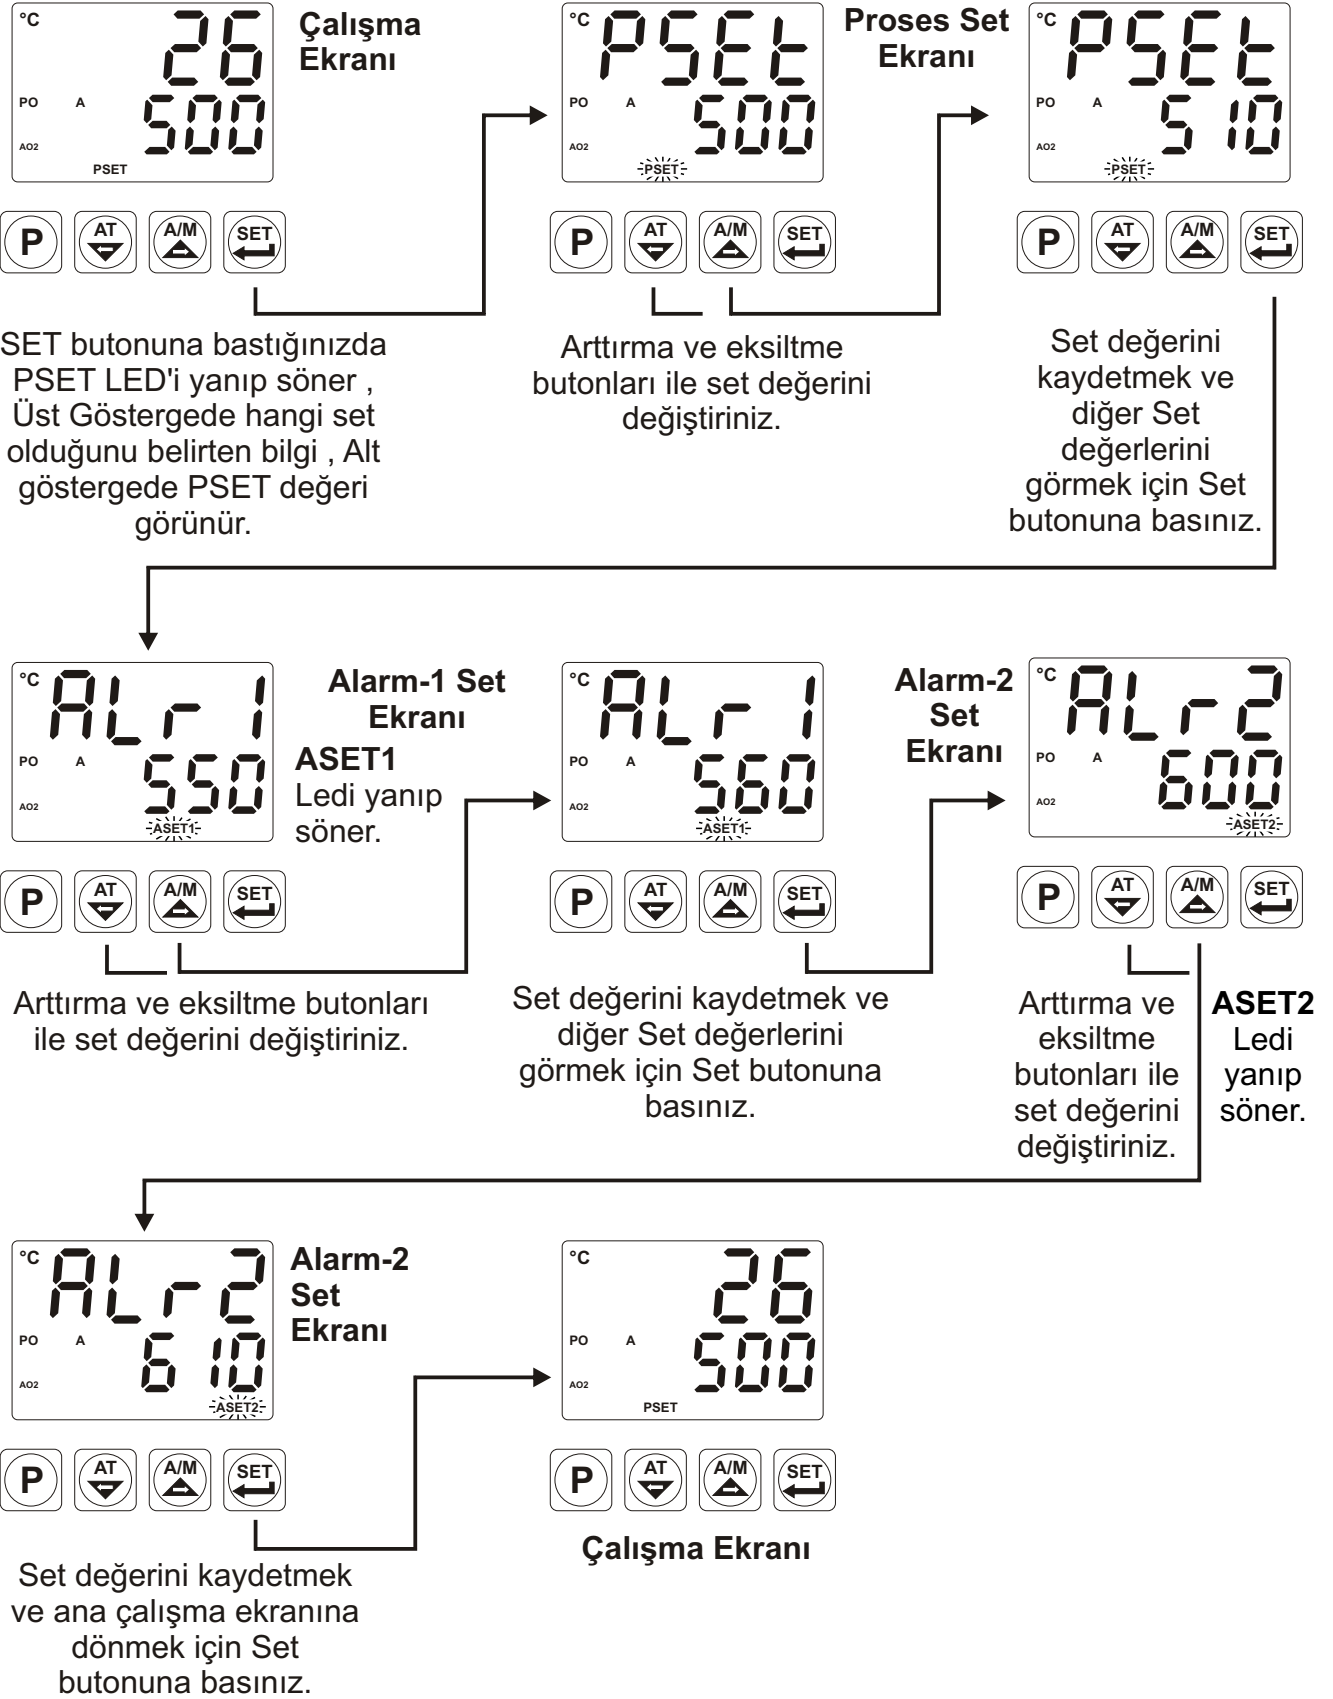 °C
26
PO A
500
AO2
PSET
Çalışma
Ekranı
P
AT
A/M
SET
SET butonuna bastığınızda
PSET LED'i yanıp söner ,
Üst Göstergede hangi set
olduğunu belirten bilgi , Alt
göstergede PSET değeri
görünür.
°C
PSEt
PO A
500
AO2
PSET
Proses Set
Ekranı
P
AT
A/M
SET
Arttırma ve eksiltme
butonları ile set değerini
değiştiriniz.
°C
PSEt
PO A
510
AO2
PSET
P
AT
A/M
SET
Set değerini
kaydetmek ve
diğer Set
değerlerini
görmek için Set
butonuna basınız.
°C
ALr1
PO A
550
AO2
ASET1
Alarm-1 Set
Ekranı
ASET1
Ledi yanıp
söner.
P
AT
A/M
SET
Arttırma ve eksiltme butonları
ile set değerini değiştiriniz.
°C
ALr1
PO A
560
AO2
ASET1
P
AT
A/M
SET
Set değerini kaydetmek ve
diğer Set değerlerini
görmek için Set butonuna
basınız.
Alarm-2
Set
Ekranı
°C
ALr2
PO A
600
AO2
ASET2
P
AT
A/M
SET
Arttırma ve
eksiltme
butonları ile
set değerini
değiştiriniz.
ASET2
Ledi
yanıp
söner.
°C
ALr2
PO A
610
AO2
ASET2
Alarm-2
Set
Ekranı
P
AT
A/M
SET
Set değerini kaydetmek
ve ana çalışma ekranına
dönmek için Set
butonuna basınız.
°C
26
PO A
500
AO2
PSET
P
AT
A/M
SET
Çalışma Ekranı